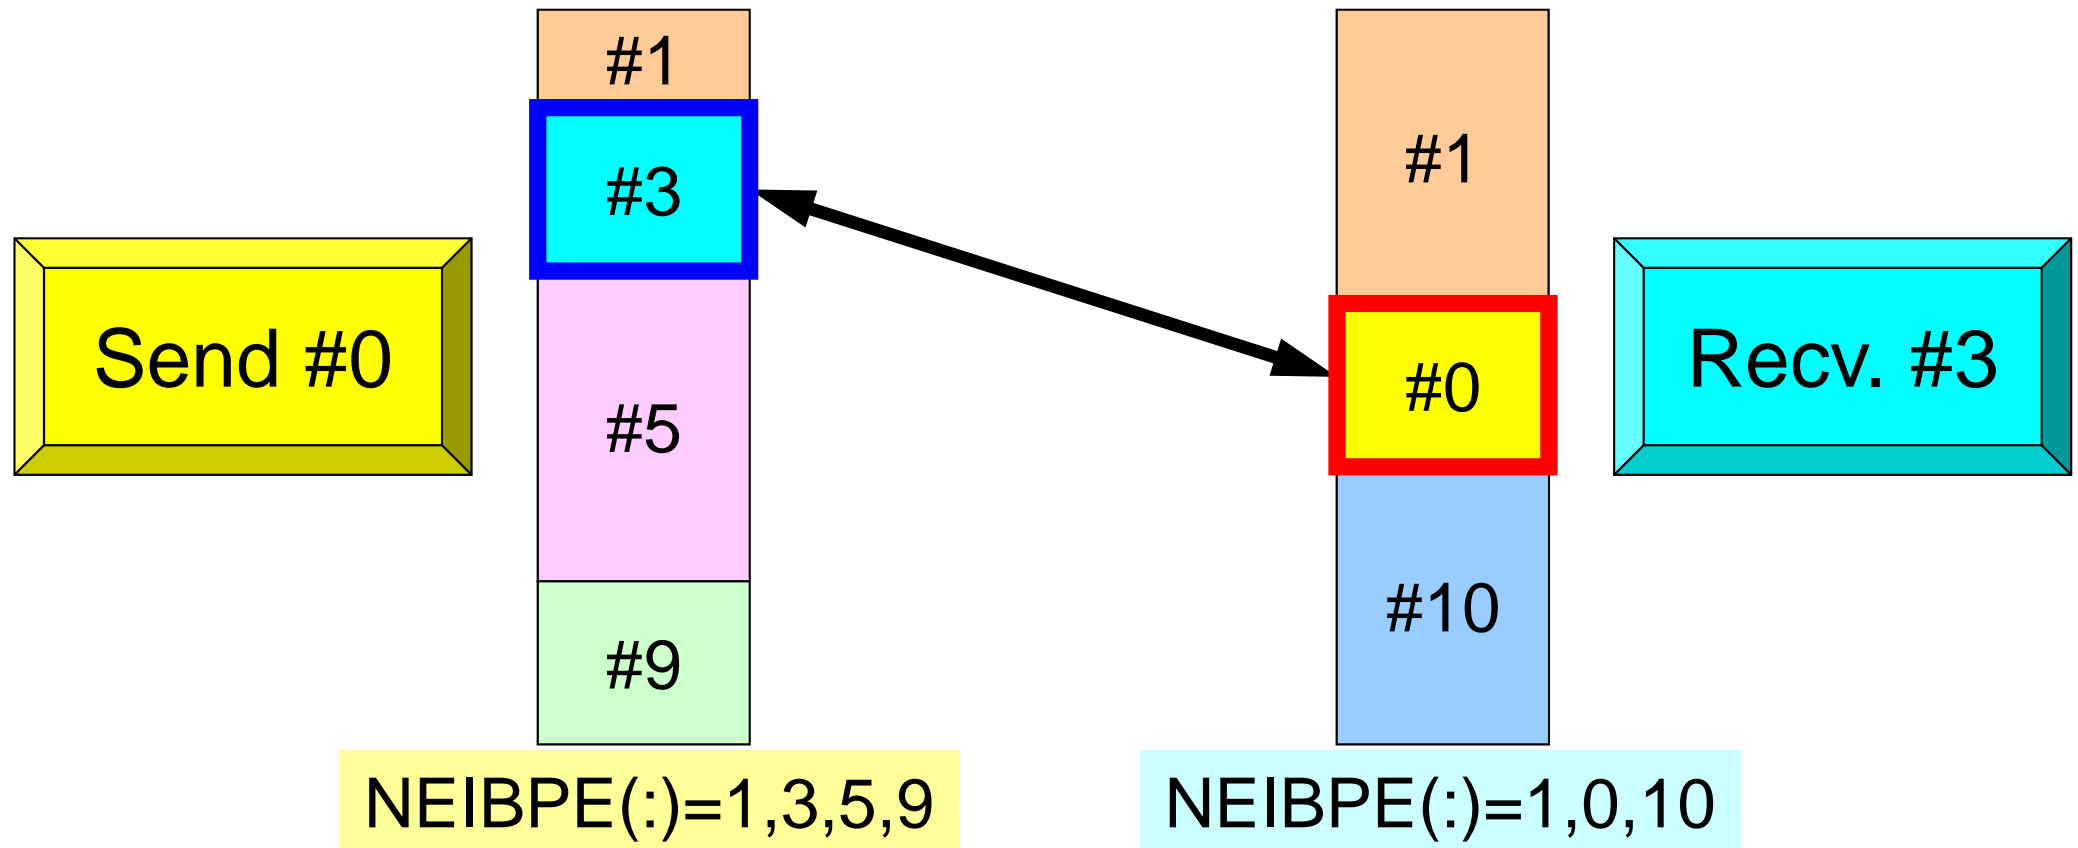 Send #0
#1
#3
#5
#9
NEIBPE(:)=1,3,5,9
#1
#0
#10
NEIBPE(:)=1,0,10
Recv. #3